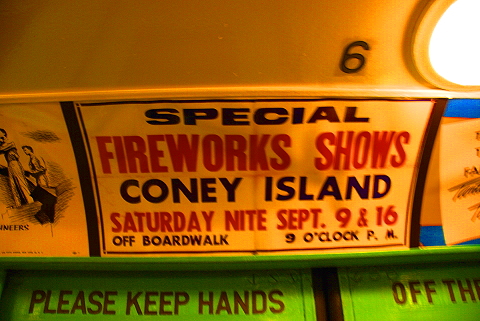 6
SPECIAL
FIREWORKS SHOWS
CONEY ISLAND
SATURDAY NITE SEPT. 9 & 16
OFF BOARDWALK 9 O'CLOCK P. M.
NEERS
PLEASE KEEP HANDS
OFF TH